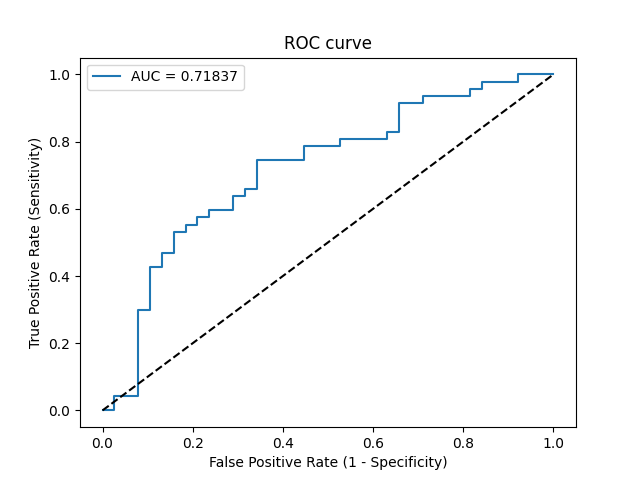 ROC curve
AUC = 0.71837
1.0
0.8
0.6
0.4
0.2
0.0
True Positive Rate (Sensitivity)
0.0 0.2 0.4 0.6 0.8 1.0
False Positive Rate (1 - Specificity)